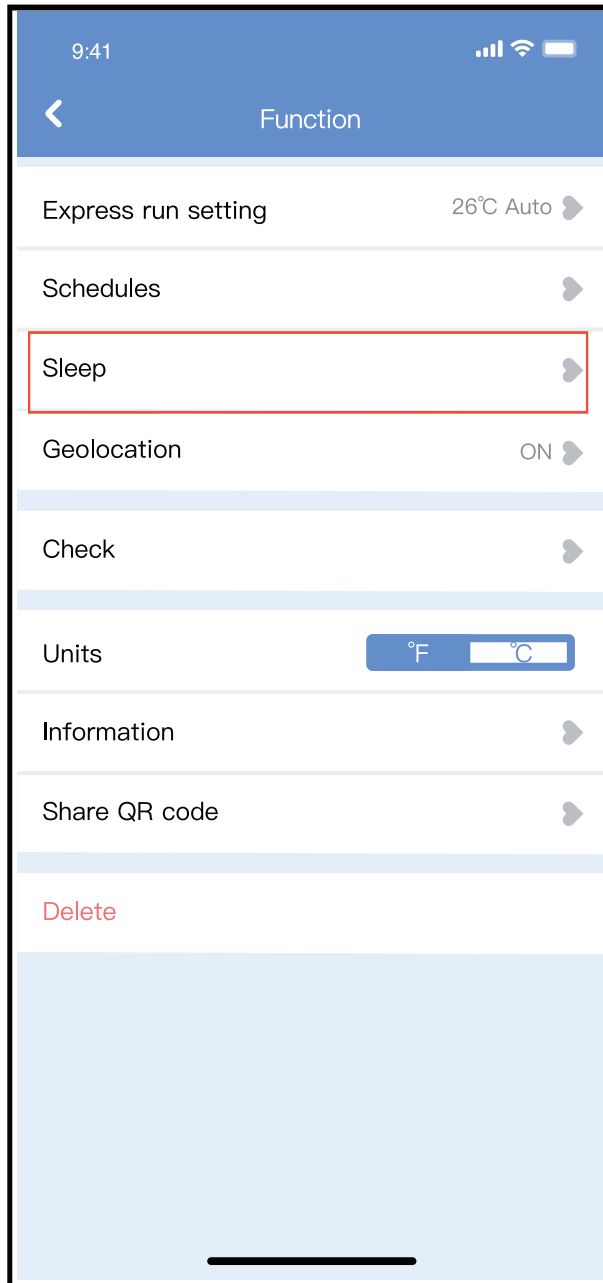 9:41
Function
Express run setting 26℃ Auto
Schedules
Sleep
Geolocation ON
Check
Units °F ℃
Information
Share QR code
Delete